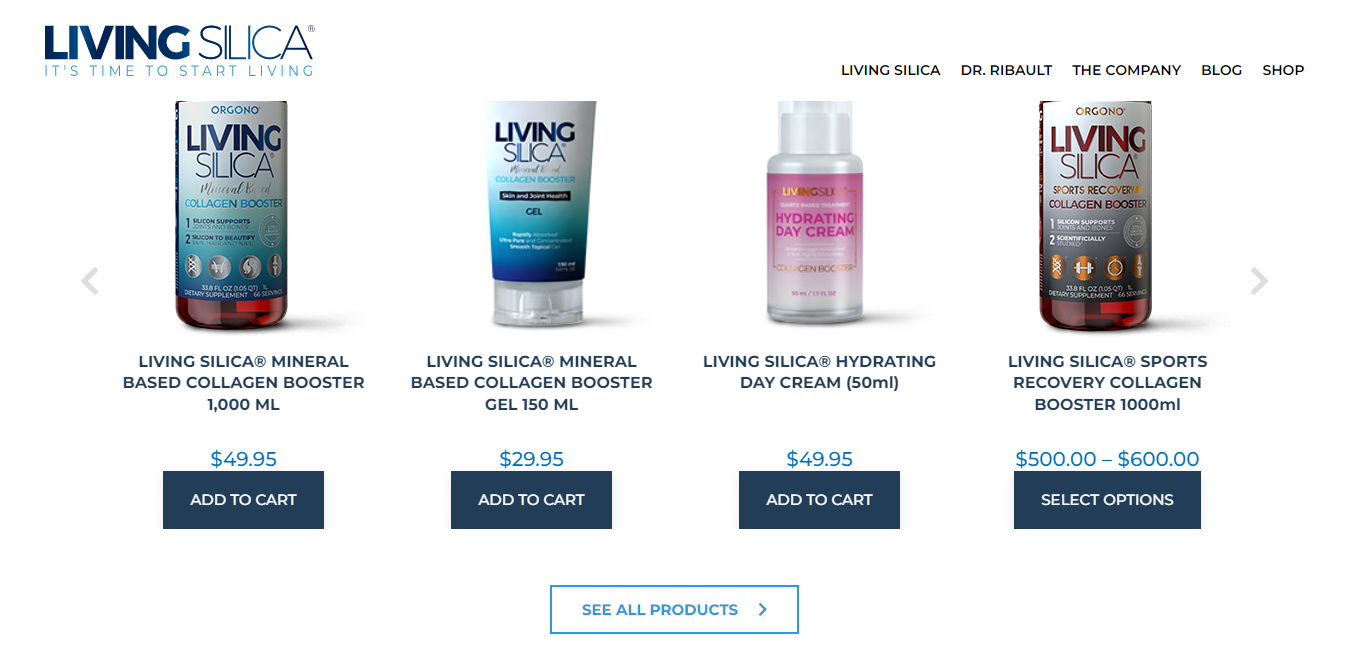 LIVING SILICA®
IT'S TIME TO START LIVING
LIVING SILICA DR. RIBAULT THE COMPANY BLOG SHOP
ORGONO®
LIVING
SILICA®
Mineral Based
COLLAGEN BOOSTER
1 SILICON SUPPORTS
JOINTS AND BONES
2 SILICON TO BEAUTIFY
SKIN, HAIR AND NAILS
33.8 FL OZ (1.05 QT) 1L
DIETARY SUPPLEMENT 66 SERVINGS
LIVING
SILICA®
Mineral Based
COLLAGEN BOOSTER
Skin and Joint Health
GEL
Rapidly Absorbed
Ultra Pure and Concentrated
Smooth Topical Gel
150 ml
LIVINGSILICA
QUARTZ BASED TREATMENT
HYDRATING
DAY CREAM
COLLAGEN BOOSTER
50 ml / 1.7 FL OZ
ORGONO®
LIVING
SILICA®
SPORTS RECOVERY
COLLAGEN BOOSTER
1 SILICON SUPPORTS
JOINTS AND BONES
2 SCIENTIFICALLY
STUDIED
33.8 FL OZ (1.05 QT) 1L
DIETARY SUPPLEMENT 66 SERVINGS
LIVING SILICA® MINERAL
BASED COLLAGEN BOOSTER
1,000 ML
$49.95
ADD TO CART
LIVING SILICA® MINERAL
BASED COLLAGEN BOOSTER
GEL 150 ML
$29.95
ADD TO CART
LIVING SILICA® HYDRATING
DAY CREAM (50ml)
$49.95
ADD TO CART
LIVING SILICA® SPORTS
RECOVERY COLLAGEN
BOOSTER 1000ml
$500.00 – $600.00
SELECT OPTIONS
SEE ALL PRODUCTS